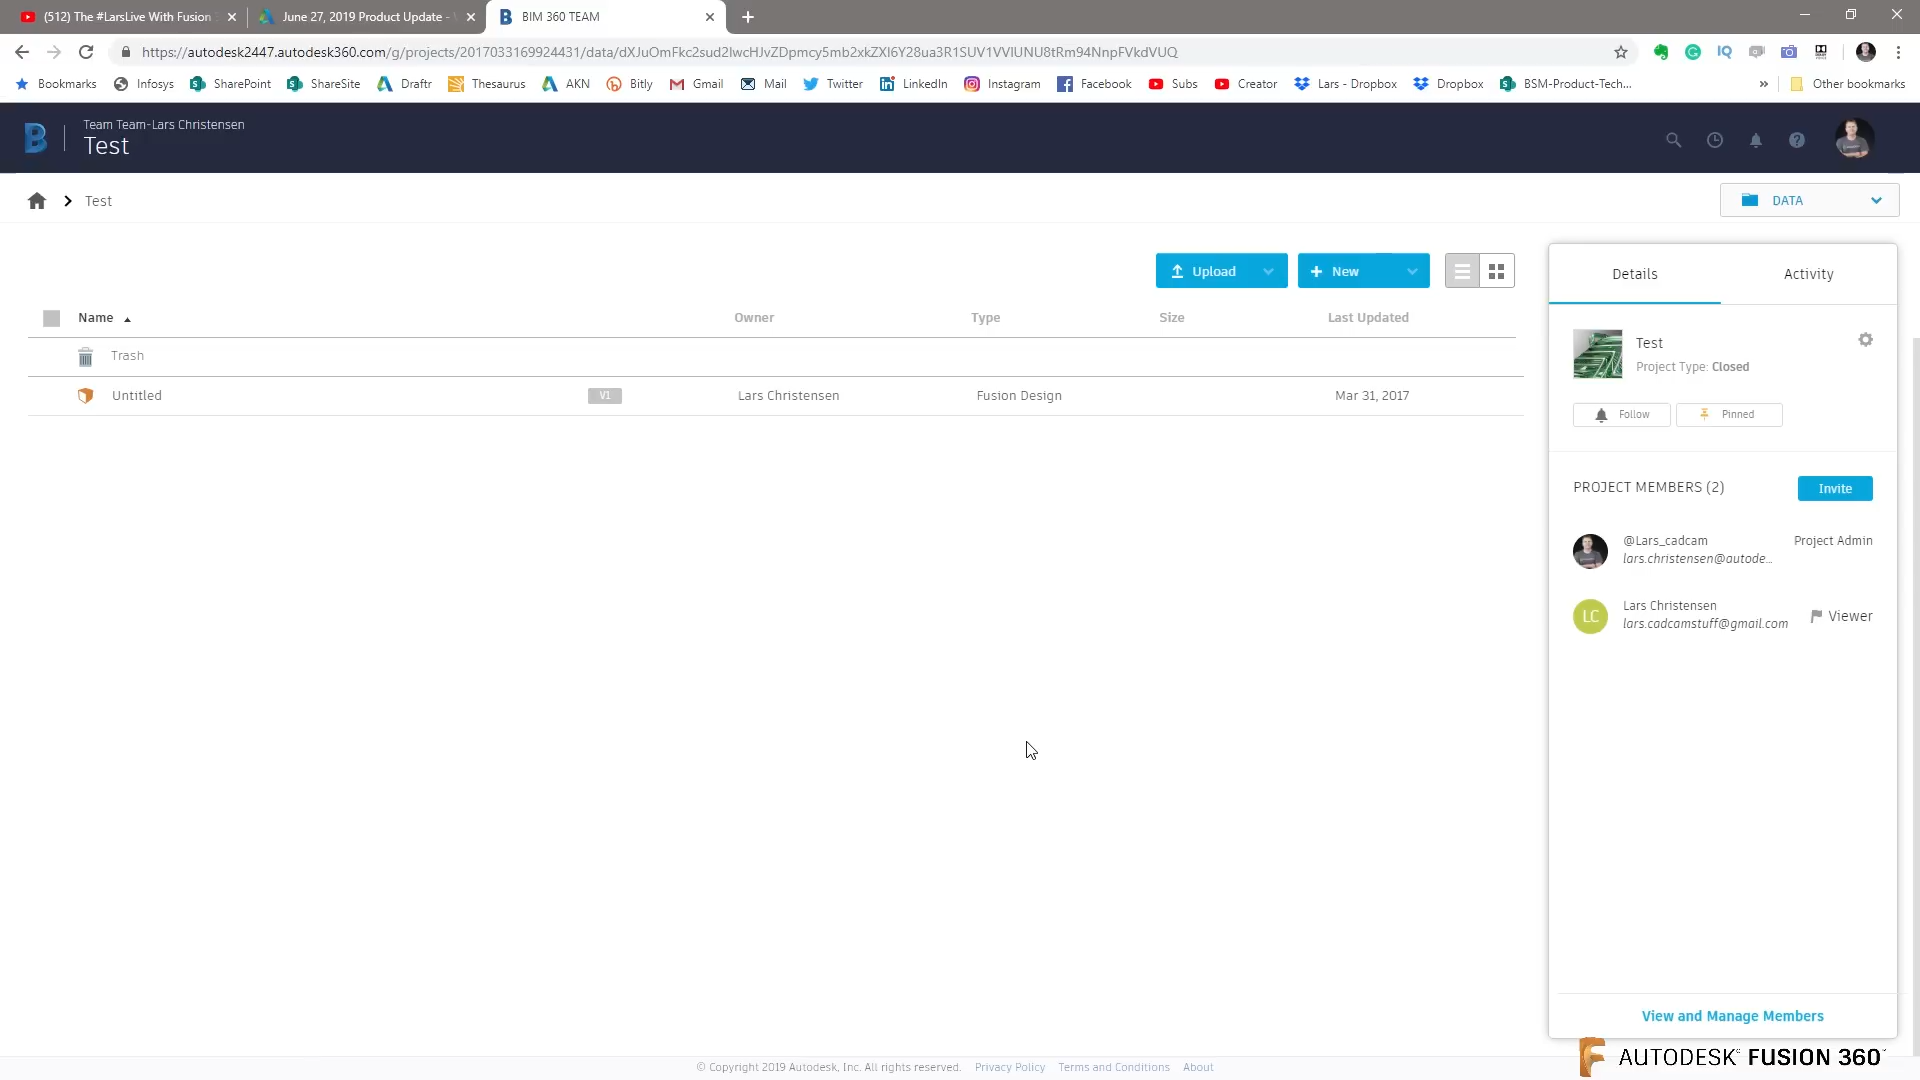 (512) The #LarsLive With Fusion
June 27, 2019 Product Update -
BIM 360 TEAM
https://autodesk2447.autodesk360.com/g/projects/2017033169924431/data/
Bookmarks
Infosys
SharePoint
ShareSite
Draftr
Thesaurus
AKN
Bitly
Gmail
Mail
Twitter
LinkedIn
Instagram
Facebook
Subs
Creator
Lars - Dropbox
Dropbox
BSM-Product-Tech...
»
Other bookmarks
Team Team-Lars Christensen
Test
Test
DATA
Upload
+ New
Details
Activity
Name
Owner
Type
Size
Last Updated
Trash
Untitled
V1
Lars Christensen
Fusion Design
Mar 31, 2017
Test
Project Type: Closed
Follow
Pinned
PROJECT MEMBERS (2)
Invite
@Lars_cadcam
Project Admin
lars.christensen@autode...
LC
Lars Christensen
lars.cadcamstuff@gmail.com
Viewer
View and Manage Members
© Copyright 2019 Autodesk, Inc. All rights reserved.
Privacy Policy
Terms and Conditions
About
AUTODESK® FUSION 360™